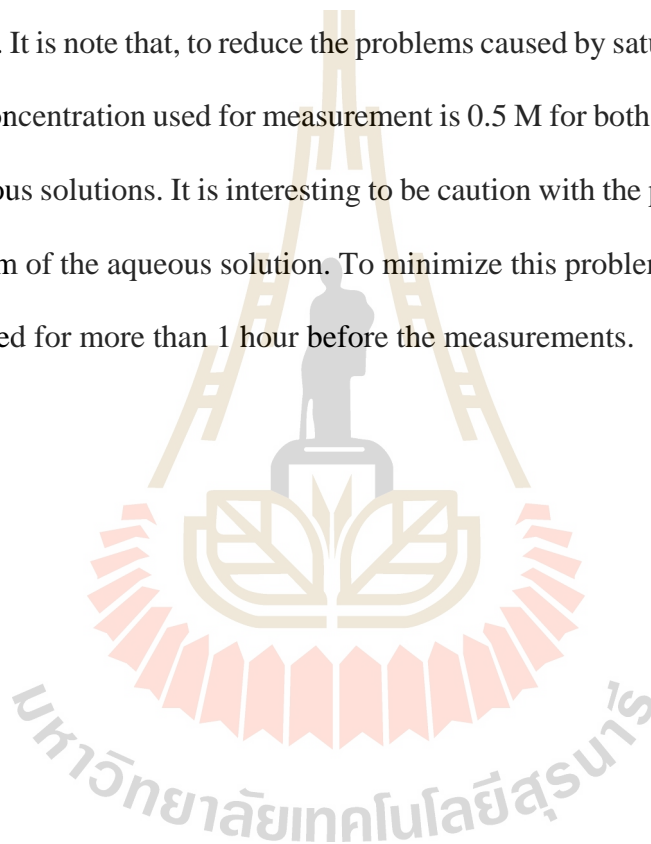 . It is note that, to reduce the problems caused by satu
oncentration used for measurement is 0.5 M for both
ous solutions. It is interesting to be caution with the p
m of the aqueous solution. To minimize this problem
ed for more than 1 hour before the measurements.
มหาวิทยาลัยเทคโนโลยีสุรนารี